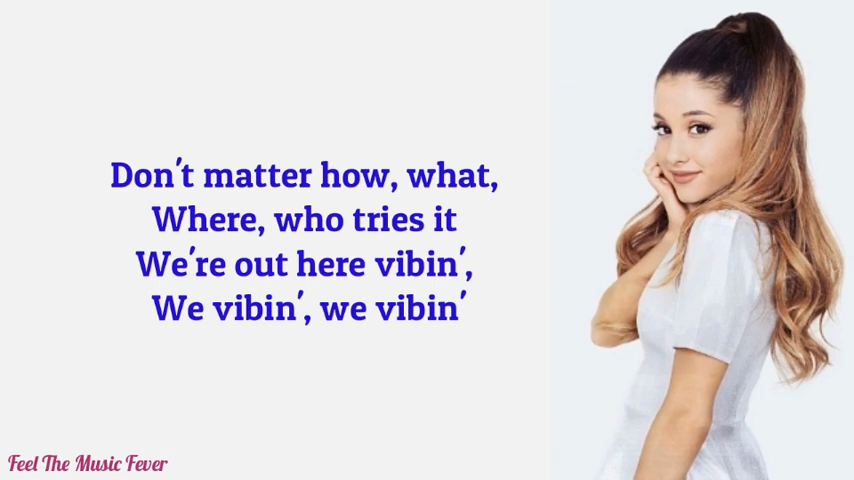 Don't matter how, what,
Where, who tries it
We're out here vibin',
We vibin', we vibin'
Feel The Music Fever